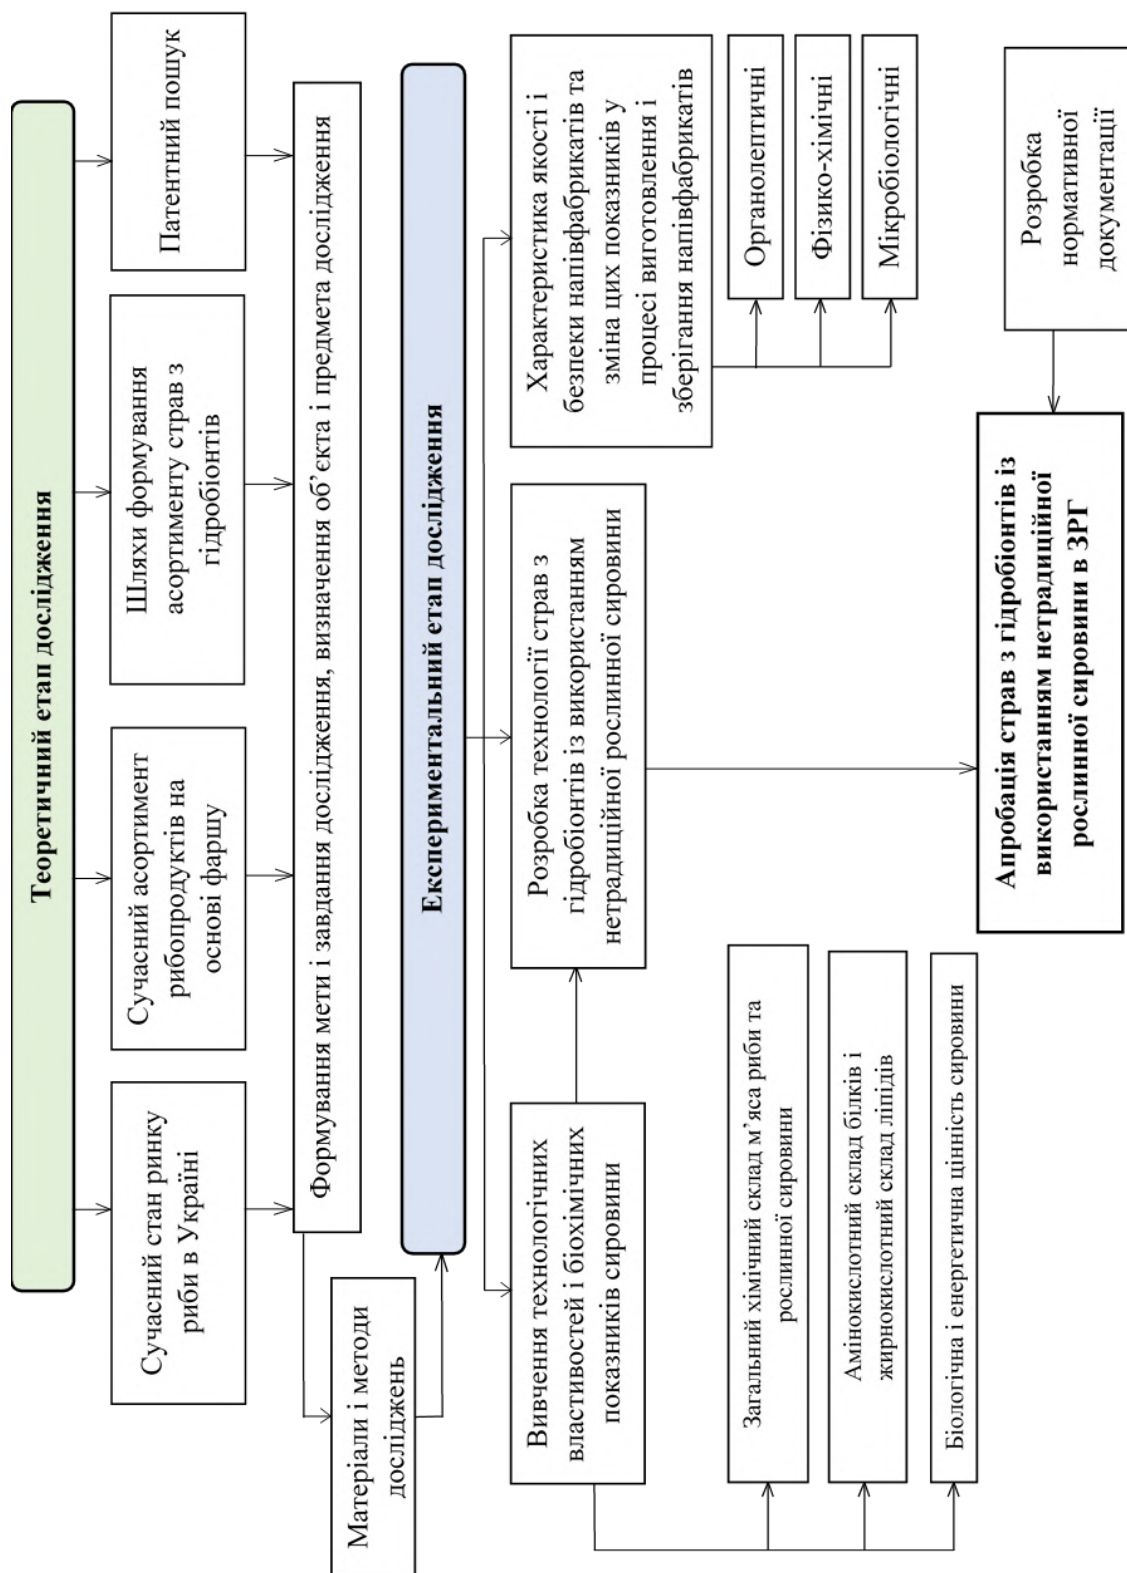 Теоретичний етап дослідження
Сучасний стан ринку
риби в Україні
Сучасний асортимент
рибопродуктів на
основі фаршу
Шляхи формування
асортименту страв з
гідробіонтів
Патентний пошук
Формування мети і завдання дослідження, визначення об’єкта і предмета дослідження
Матеріали і методи
досліджень
Експериментальний етап дослідження
Вивчення технологічних
властивостей і біохімічних
показників сировини
Розробка технології страв з
гідробіонтів із використанням
нетрадиційної рослинної сировини
Характеристика якості і
безпеки напівфабрикатів та
зміна цих показників у
процесі виготовлення і
зберігання напівфабрикатів
Загальний хімічний склад м’яса риби та
рослинної сировини
Амінокислотний склад білків і
жирнокислотний склад ліпідів
Біологічна і енергетична цінність сировини
Органолептичні
Фізико-хімічні
Мікробіологічні
Апробація страв з гідробіонтів із
використанням нетрадиційної
рослинної сировини в ЗРГ
Розробка
нормативної
документації